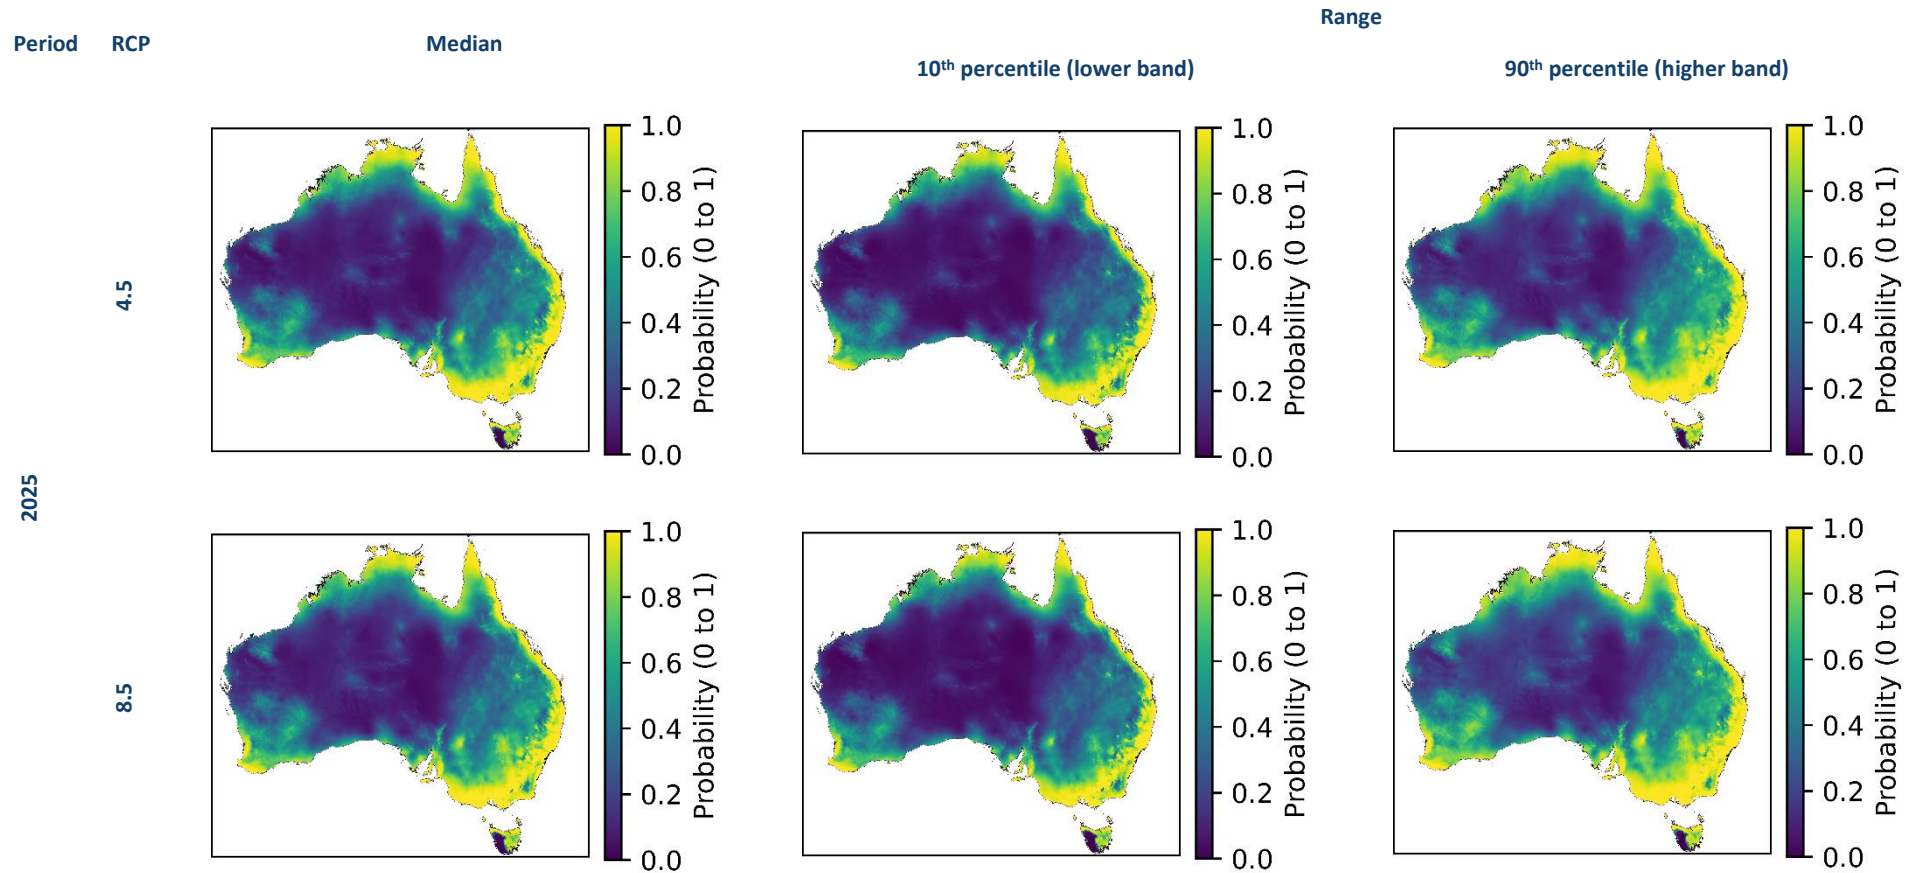 Range
Period RCP Median
10th percentile (lower band) 90th percentile (higher band)
1.0 1.0 1.0
0.8 0.8 0.8
0.6 0.6 0.6
0.4 0.4 0.4
0.2 0.2 0.2
0.0 0.0 0.0
Probability (0 to 1) Probability (0 to 1) Probability (0 to 1)
4.5
2025
1.0 1.0 1.0
0.8 0.8 0.8
0.6 0.6 0.6
0.4 0.4 0.4
0.2 0.2 0.2
0.0 0.0 0.0
Probability (0 to 1) Probability (0 to 1) Probability (0 to 1)
8.5